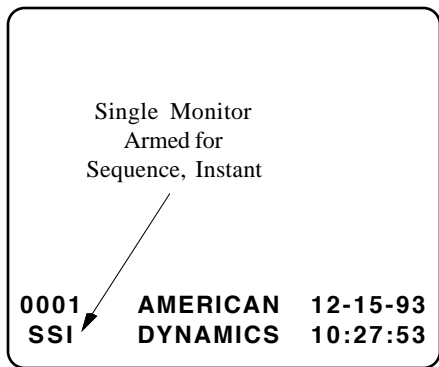 Single Monitor
Armed for
Sequence, Instant
0001 AMERICAN 12-15-93
SSI DYNAMICS 10:27:53